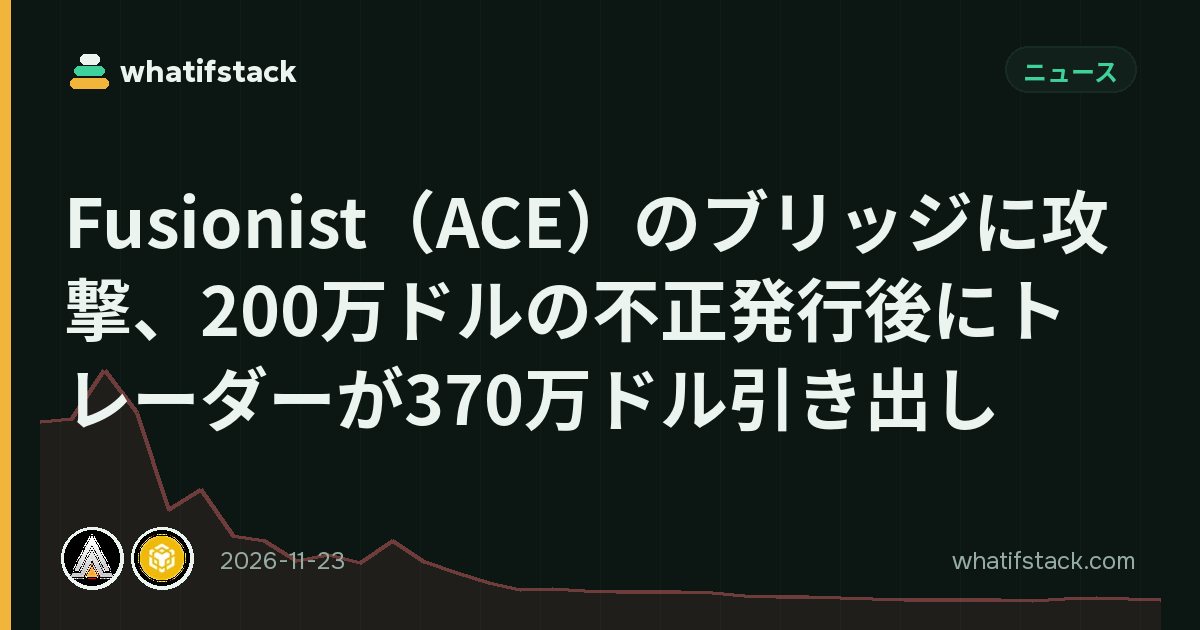 whatifstack
ニュース
Fusionist（ACE）のブリッジに攻
撃、200万ドルの不正発行後にト
レーダーが370万ドル引き出し
2026-11-23
whatifstack.com